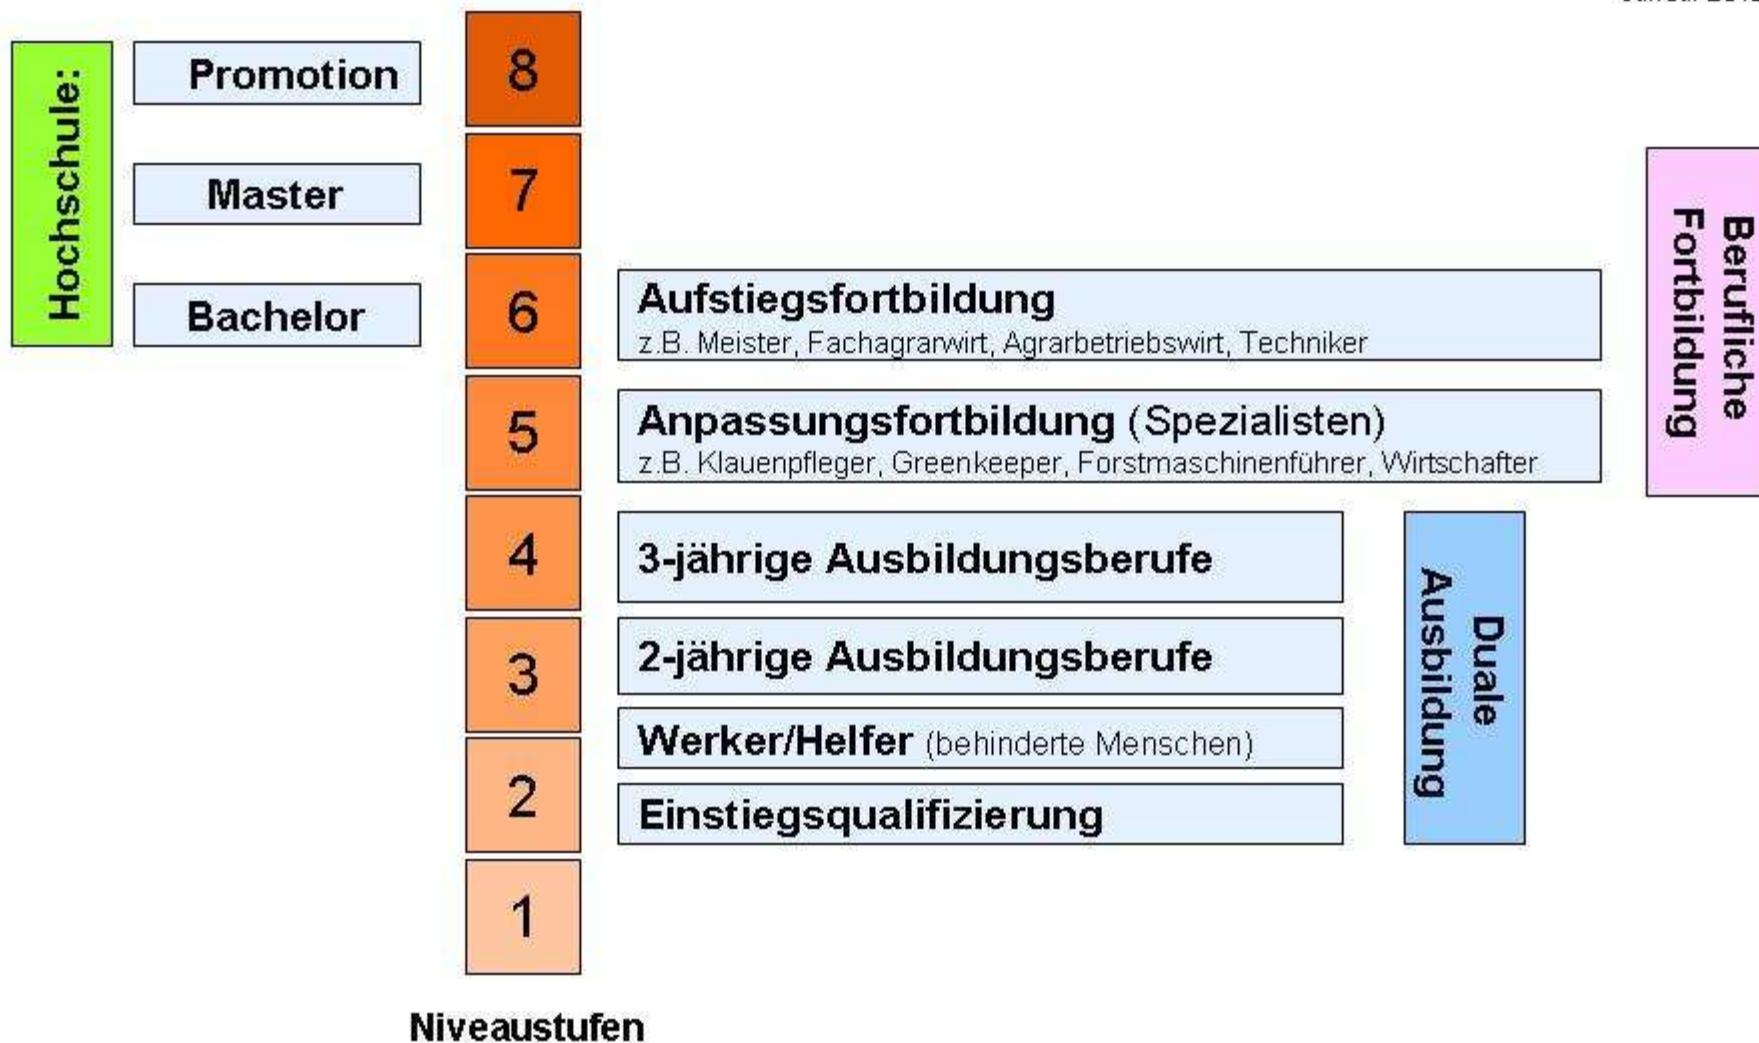 Hochschule:
Promotion
Master
Bachelor
8
7
6
5
4
3
2
1
Niveaustufen
Aufstiegsfortbildung
z.B. Meister, Fachagrarwirt, Agrarbetriebswirt, Techniker
Anpassungsfortbildung (Spezialisten)
z.B. Klauenpfleger, Greenkeeper, Forstmaschinenführer, Wirtschafter
3-jährige Ausbildungsberufe
2-jährige Ausbildungsberufe
Werker/Helfer (behinderte Menschen)
Einstiegsqualifizierung
Berufliche
Fortbildung
Duale
Ausbildung